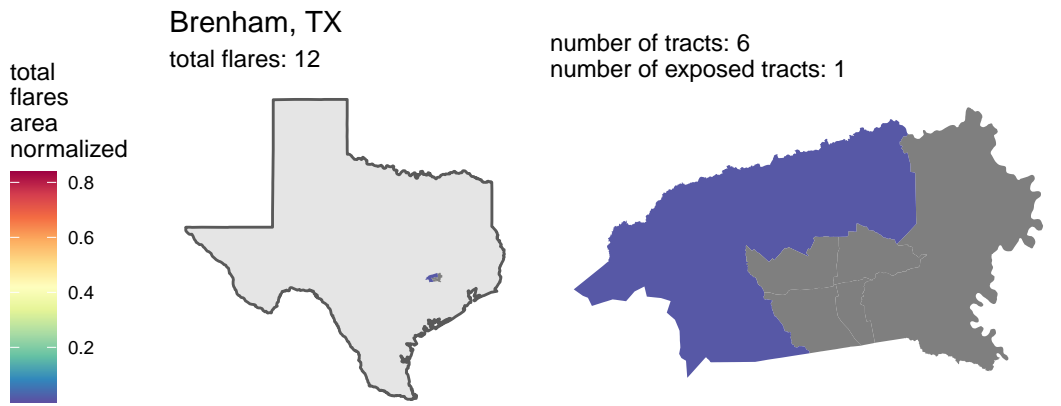 Brenham, TX
total flares: 12
number of tracts: 6
number of exposed tracts: 1
total
flares
area
normalized
0.8
0.6
0.4
0.2